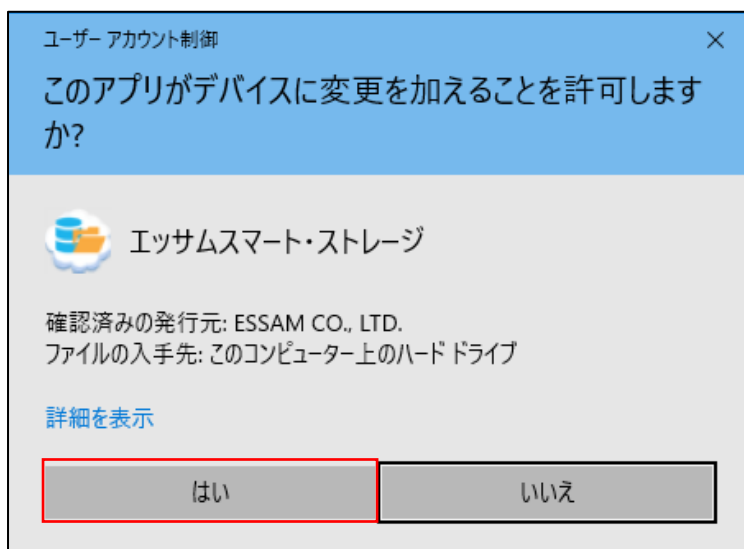 ユーザー アカウント制御
このアプリがデバイスに変更を加えることを許可します
か?
エッサムスマート・ストレージ
確認済みの発行元: ESSAM CO., LTD.
ファイルの入手先: このコンピューター上のハード ドライブ
詳細を表示
はい
いいえ